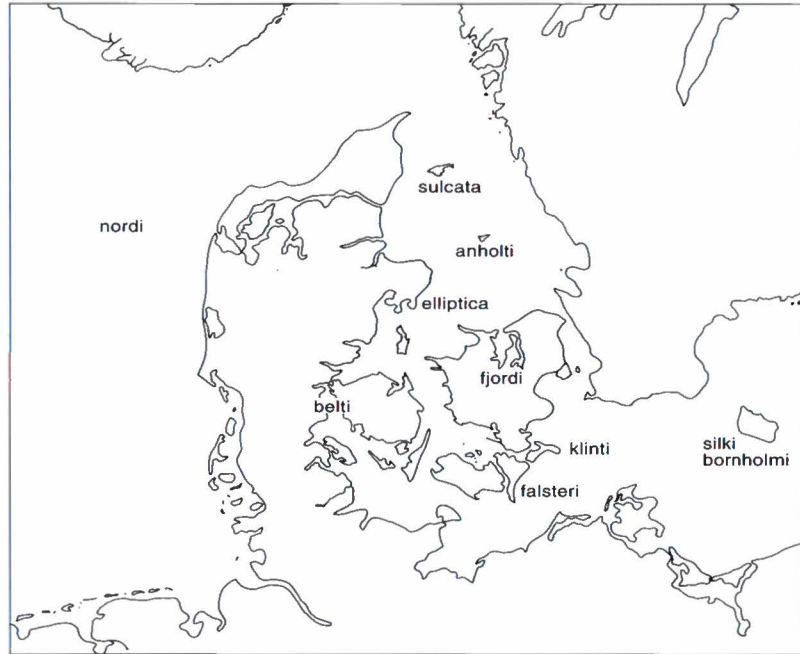 sulcata
nordi
anholti
elliptica
fjordi
belti
klinti
silki
bornholmi
falsteri